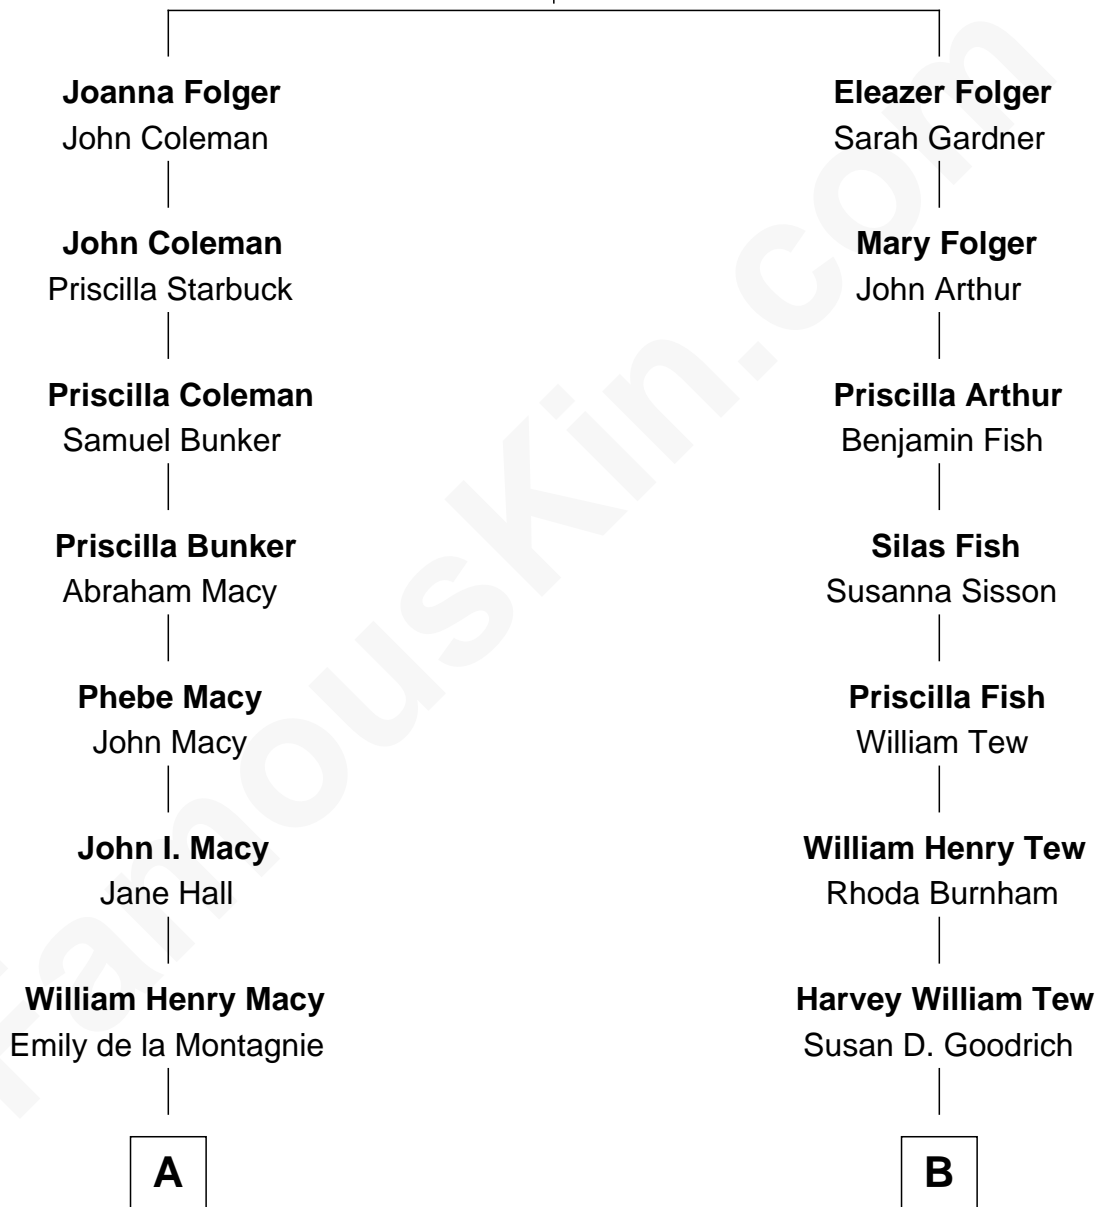 Joanna Folger
John Coleman
John Coleman
Priscilla Starbuck
Priscilla Coleman
Samuel Bunker
Priscilla Bunker
Abraham Macy
Phebe Macy
John Macy
John I. Macy
Jane Hall
William Henry Macy
Emily de la Montagnie
A
Eleazer Folger
Sarah Gardner
Mary Folger
John Arthur
Priscilla Arthur
Benjamin Fish
Silas Fish
Susanna Sisson
Priscilla Fish
William Tew
William Henry Tew
Rhoda Burnham
Harvey William Tew
Susan D. Goodrich
B
FamousKin.com